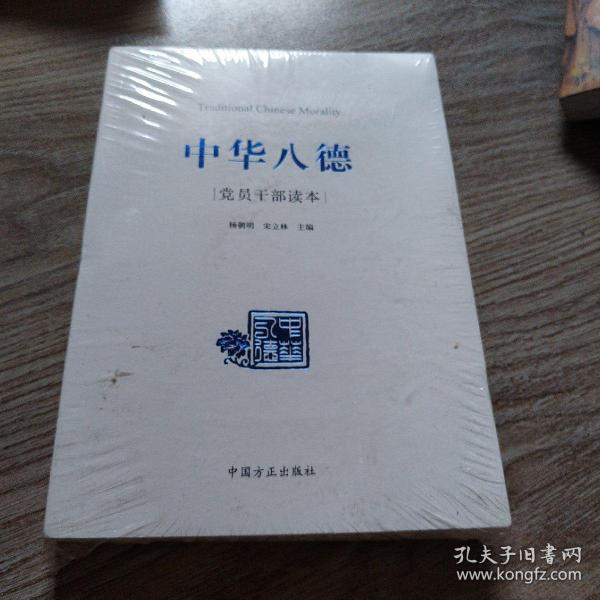 Traditional Chinese Morality
中华八德
党员干部读本
杨朝明 宋立林 主编
中華
八德
中国方正出版社
孔夫子旧書网
www.kongfz.com